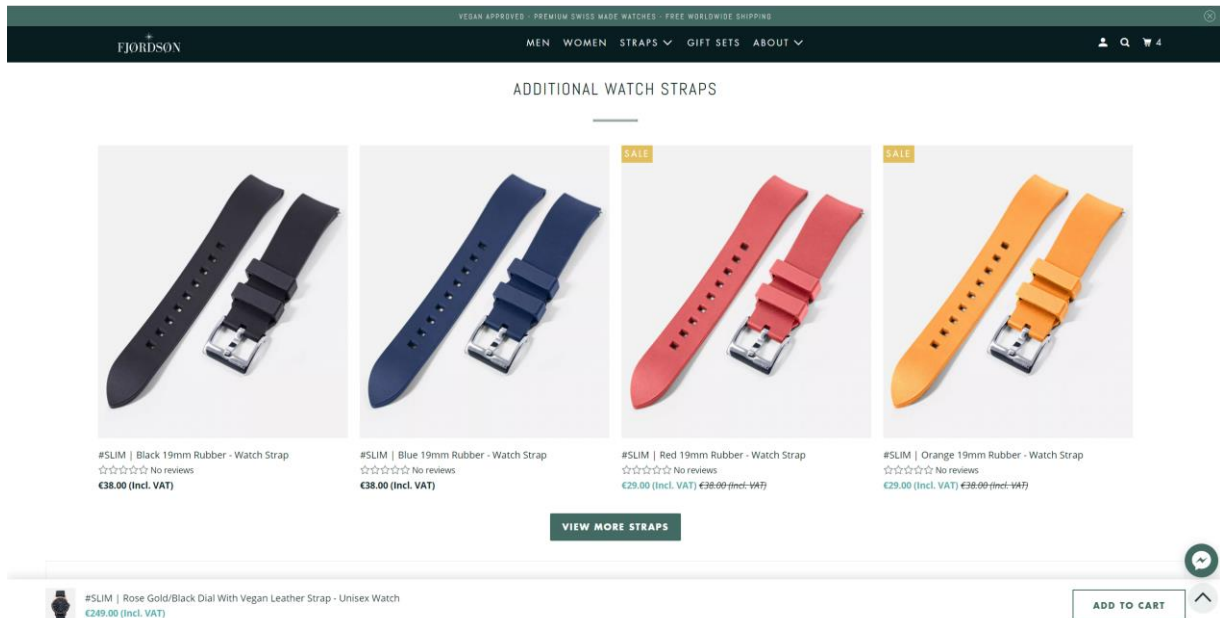 VEGAN APPROVED - PREMIUM SWISS MADE WATCHES - FREE WORLDWIDE SHIPPING
FJØRDSØN
MEN WOMEN STRAPS GIFT SETS ABOUT
4
ADDITIONAL WATCH STRAPS
SALE
SALE
#SLIM | Black 19mm Rubber - Watch Strap
No reviews
€38.00 (Incl. VAT)
#SLIM | Blue 19mm Rubber - Watch Strap
No reviews
€38.00 (Incl. VAT)
#SLIM | Red 19mm Rubber - Watch Strap
No reviews
€29.00 (Incl. VAT) €38.00 (Incl. VAT)
#SLIM | Orange 19mm Rubber - Watch Strap
No reviews
€29.00 (Incl. VAT) €38.00 (Incl. VAT)
VIEW MORE STRAPS
#SLIM | Rose Gold/Black Dial With Vegan Leather Strap - Unisex Watch
€249.00 (Incl. VAT)
ADD TO CART